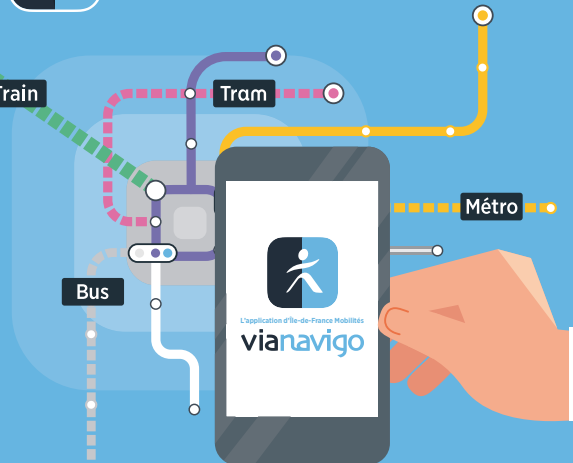 Train
Tram
Métro
Bus
L'application d'Île-de-France Mobilités
vianavigo